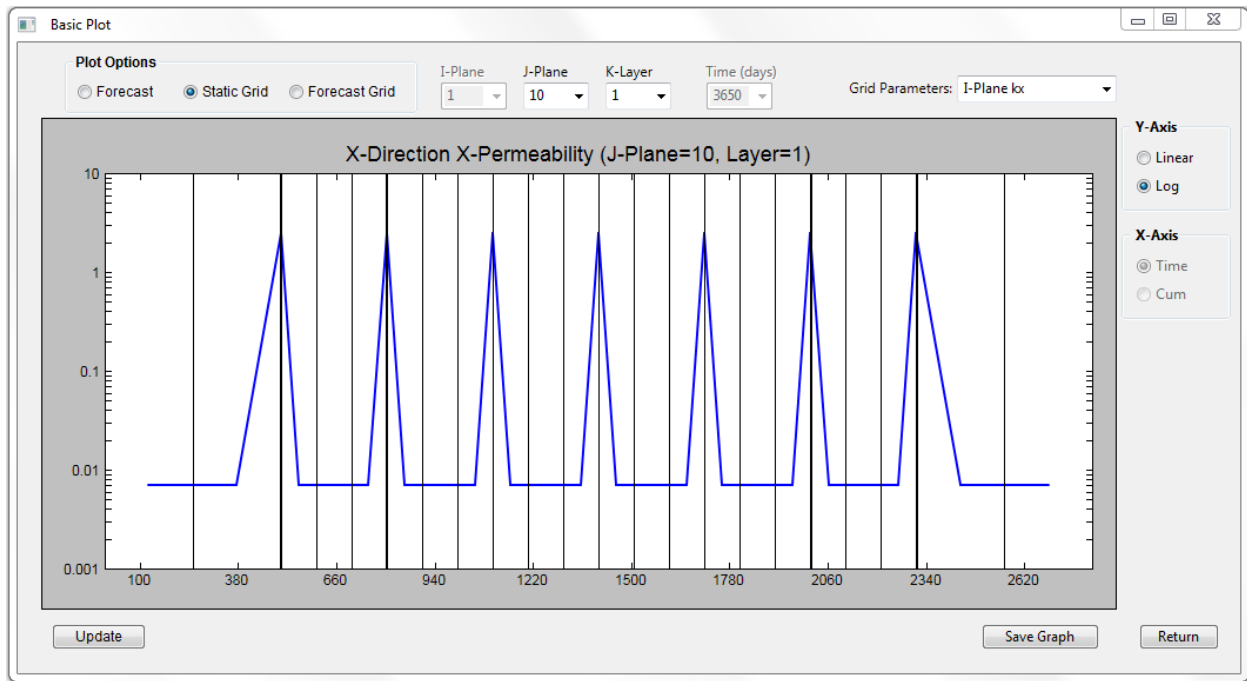 Basic Plot
Plot Options
Forecast
Static Grid
Forecast Grid
I-Plane
1
J-Plane
10
K-Layer
1
Time (days)
3650
Grid Parameters:
I-Plane kx
X-Direction X-Permeability (J-Plane=10, Layer=1)
10
1
0.1
0.01
0.001
100 380 660 940 1220 1500 1780 2060 2340 2620
Y-Axis
Linear
Log
X-Axis
Time
Cum
Update
Save Graph
Return